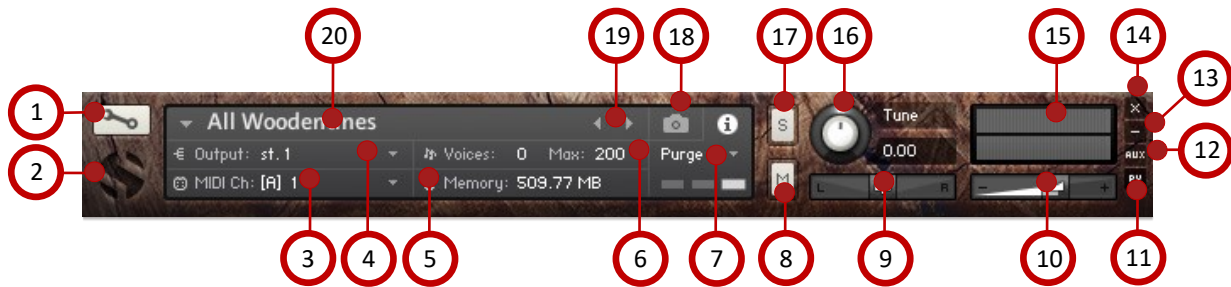 20 19 18 17 16 15 14
13
1
12
2
All Woodentines i S Tune X
Output: st.1 Voices: 0 Max: 200 Purge 0.00 AUX
MIDI Ch: [A] 1 Memory: 509.77 MB M L R - +
3 4 5 6 7 8 9 10 11